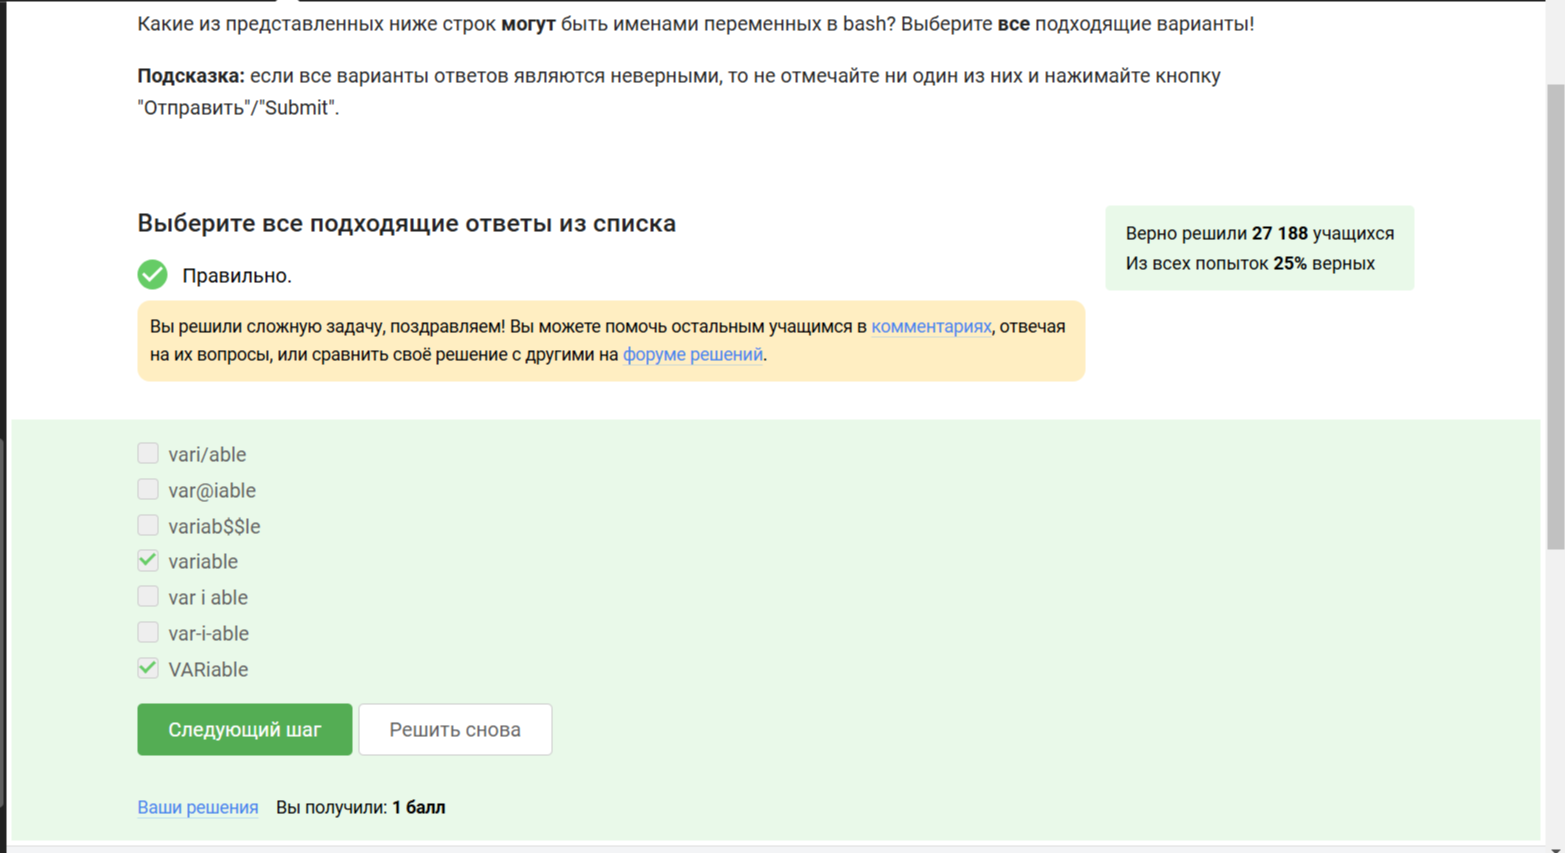 Какие из представленных ниже строк могут быть именами переменных в bash? Выберите все подходящие варианты!
Подсказка: если все варианты ответов являются неверными, то не отмечайте ни один из них и нажимайте кнопку
"Отправить"/"Submit".
Выберите все подходящие ответы из списка
Верно решили 27 188 учащихся
Из всех попыток 25% верных
Правильно.
Вы решили сложную задачу, поздравляем! Вы можете помочь остальным учащимся в комментариях, отвечая
на их вопросы, или сравнить своё решение с другими на форуме решений.
vari/able
var@iable
variab$$le
variable
var i able
var-i-able
VARiable
Следующий шаг
Решить снова
Ваши решения Вы получили: 1 балл